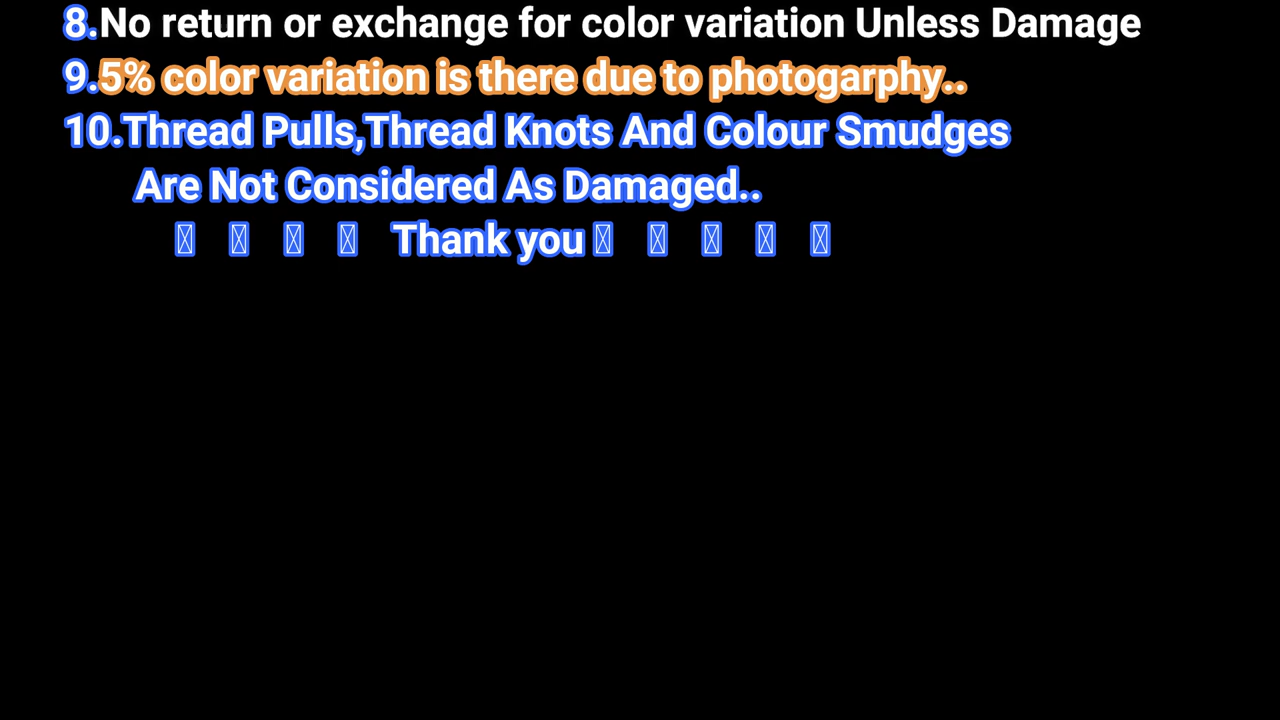 8.No return or exchange for color variation Unless Damage
9.5% color variation is there due to photogarphy..
10.Thread Pulls,Thread Knots And Colour Smudges
Are Not Considered As Damaged..
Thank you